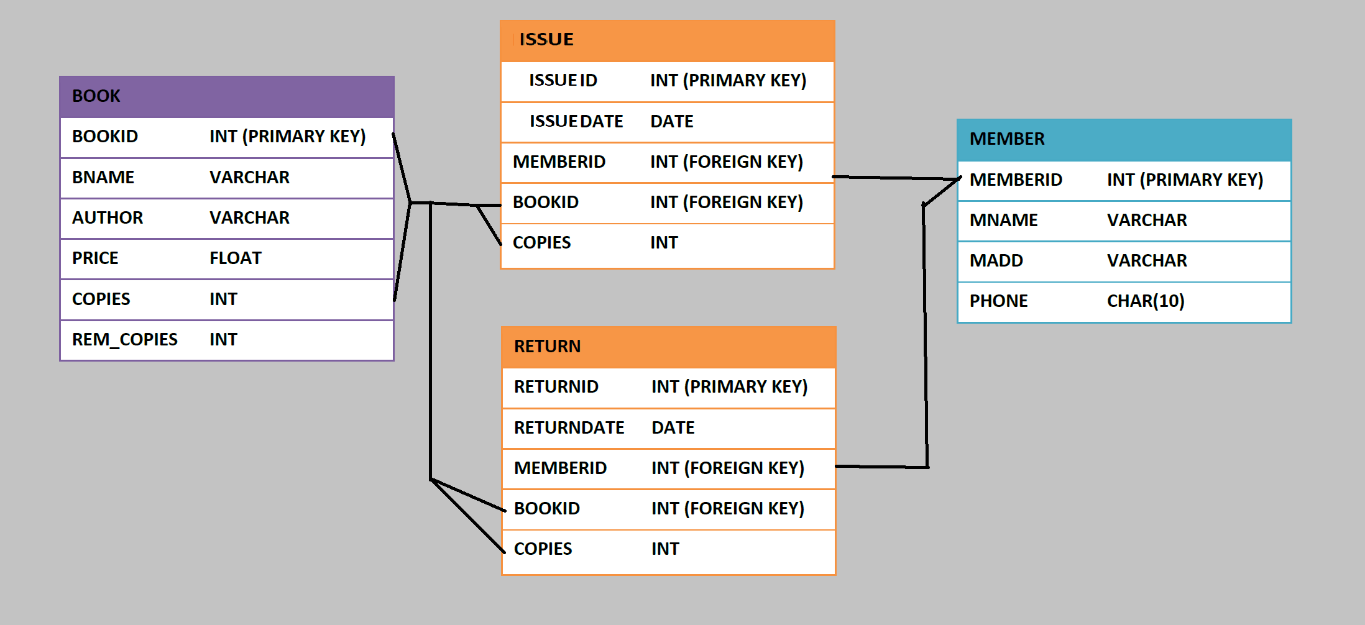 BOOK
BOOKID INT (PRIMARY KEY)
BNAME VARCHAR
AUTHOR VARCHAR
PRICE FLOAT
COPIES INT
REM_COPIES INT
ISSUE
ISSUEID INT (PRIMARY KEY)
ISSUEDATE DATE
MEMBERID INT (FOREIGN KEY)
BOOKID INT (FOREIGN KEY)
COPIES INT
RETURN
RETURNID INT (PRIMARY KEY)
RETURNDATE DATE
MEMBERID INT (FOREIGN KEY)
BOOKID INT (FOREIGN KEY)
COPIES INT
MEMBER
MEMBERID INT (PRIMARY KEY)
MNAME VARCHAR
MADD VARCHAR
PHONE CHAR(10)